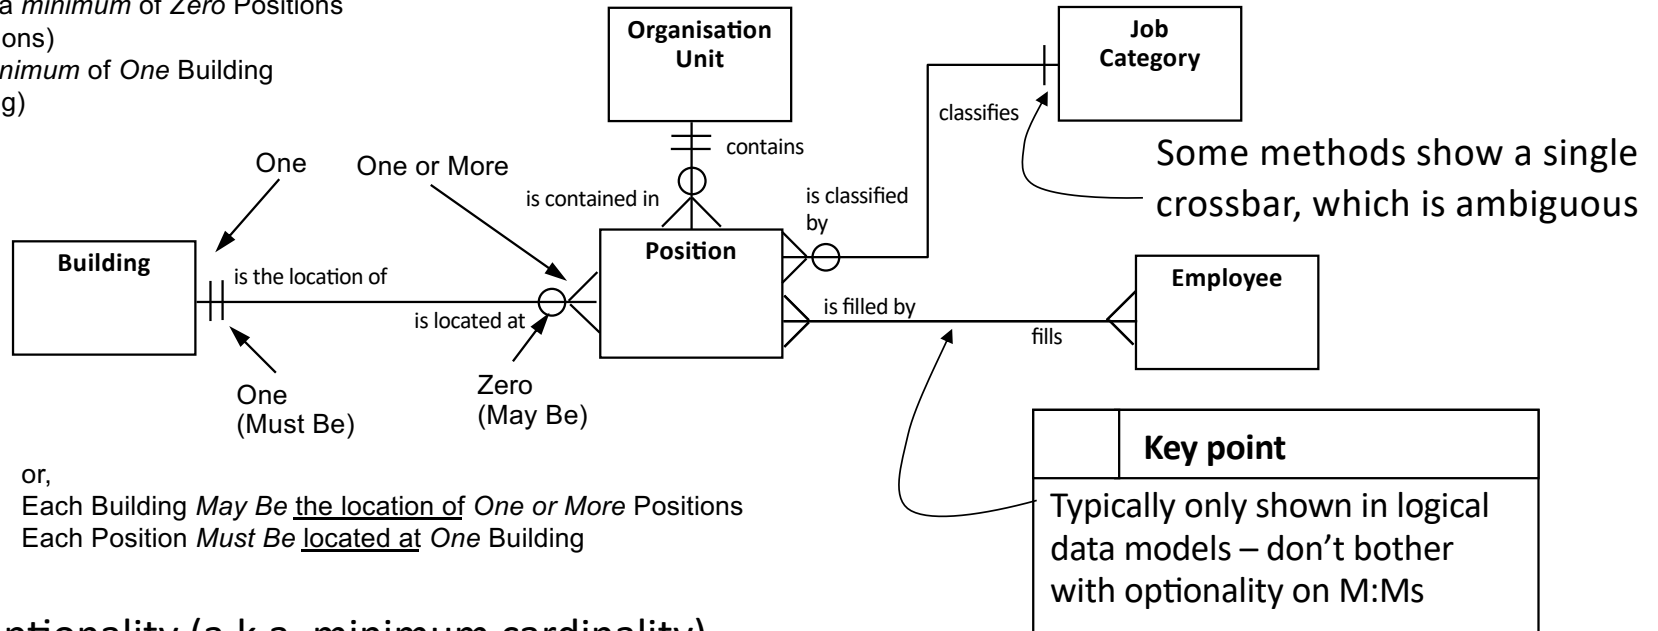 a minimum of Zero Positions
ons)
nimum of One Building
g)
Organisation
Unit
Job
Category
classifies
contains
One
One or More
is contained in
is classified
by
Some methods show a single
crossbar, which is ambiguous
Building
is the location of
Position
Employee
is located at
is filled by
fills
One
(Must Be)
Zero
(May Be)
Key point
or,
Each Building May Be the location of One or More Positions
Each Position Must Be located at One Building
Typically only shown in logical
data models – don't bother
with optionality on M:Ms
ptionality (a.k.a. minimum cardinality)